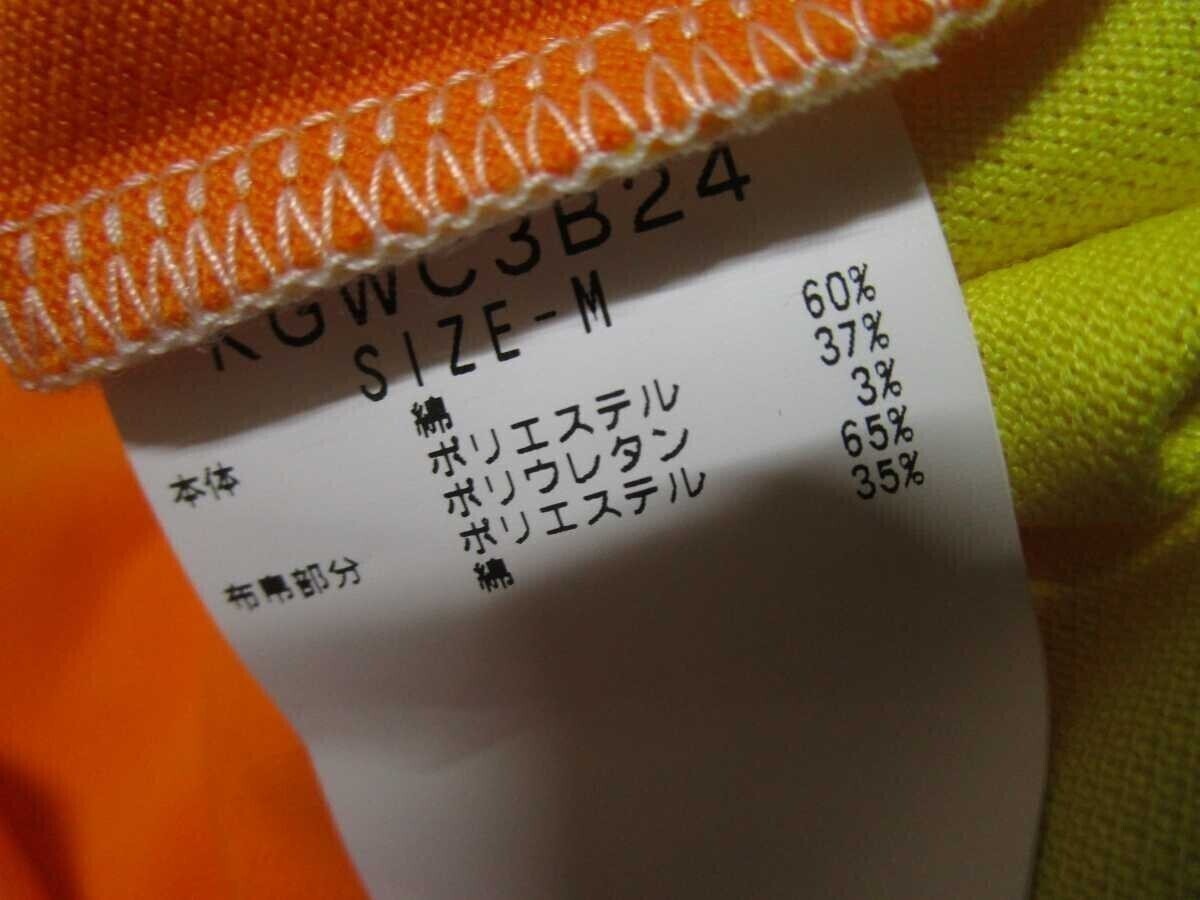 KGWC3B24
SIZE-M
本体 綿 60%
ポリエステル 37%
ポリウレタン 3%
布帛部分 ポリエステル 65%
綿 35%